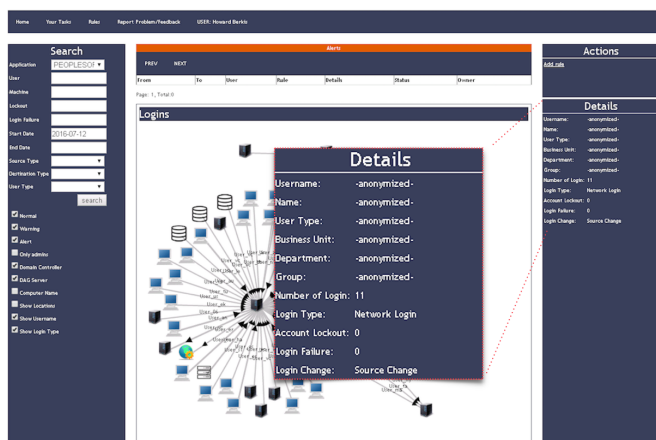 Home Your Tasks Rules Report Problem/Feedback USER: Howard Berkis
Search
Application PEOPLESOF
User
Machine
Lockout
Login Failure
Start Date 2016-07-12
End Date
Source Type
Destination Type
User Type
search
Normal
Warning
Alert
Only admins
Domain Controller
DAG Server
Computer Name
Show Locations
Show Username
Show Login Type
Alerts
PREV NEXT
From To User Rule Details Status Owner
Page: 1, Total:0
Logins
Details
Username: -anonymized-
Name: -anonymized-
User Type: -anonymized-
Business Unit: -anonymized-
Department: -anonymized-
Group: -anonymized-
Number of Login: 11
Login Type: Network Login
Account Lockout: 0
Login Failure: 0
Login Change: Source Change
Actions
Add rule
Details
Username: -anonymized-
Name: -anonymized-
User Type: -anonymized-
Business Unit: -anonymized-
Department: -anonymized-
Group: -anonymized-
Number of Login: 11
Login Type: Network Login
Account Lockout: 0
Login Failure: 0
Login Change: Source Change